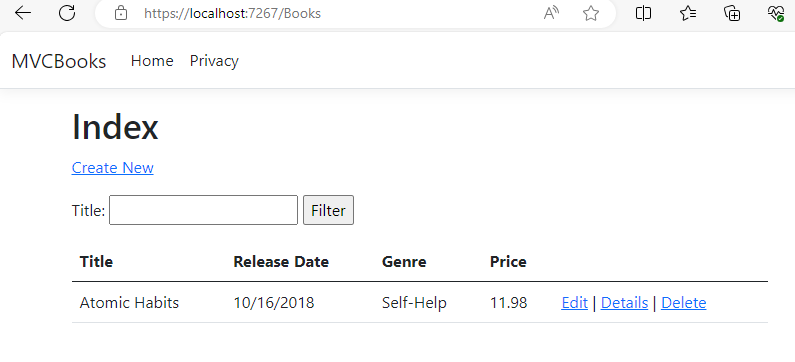 https://localhost:7267/Books
MVCBooks Home Privacy
Index
Create New
Title: Filter
Title Release Date Genre Price
Atomic Habits 10/16/2018 Self-Help 11.98 Edit | Details | Delete